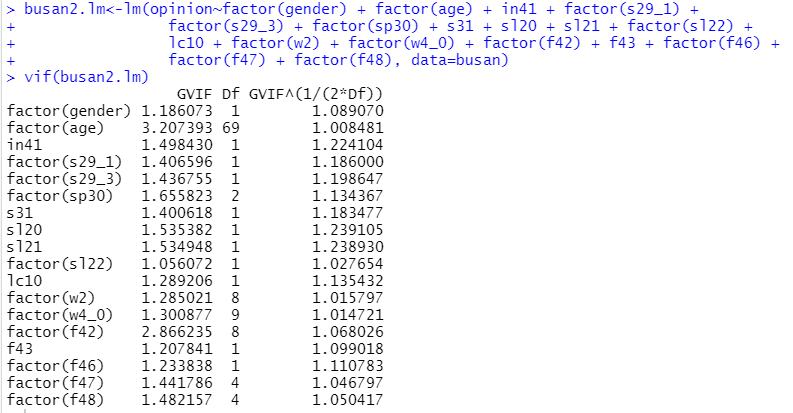 > busan2.lm<-lm(opinion~factor(gender) + factor(age) + in41 + factor(s29_1) +
+ factor(s29_3) + factor(sp30) + s31 + sl20 + sl21 + factor(sl22) +
+ lc10 + factor(w2) + factor(w4_0) + factor(f42) + f43 + factor(f46) +
+ factor(f47) + factor(f48), data=busan)
> vif(busan2.lm)
GVIF Df GVIF^(1/(2*Df))
factor(gender) 1.186073 1 1.089070
factor(age) 3.207393 69 1.008481
in41 1.498430 1 1.224104
factor(s29_1) 1.406596 1 1.186000
factor(s29_3) 1.436755 1 1.198647
factor(sp30) 1.655823 2 1.134367
s31 1.400618 1 1.183477
sl20 1.535382 1 1.239105
sl21 1.534948 1 1.238930
factor(sl22) 1.056072 1 1.027654
lc10 1.289206 1 1.135432
factor(w2) 1.285021 8 1.015797
factor(w4_0) 1.300877 9 1.014721
factor(f42) 2.866235 8 1.068026
f43 1.207841 1 1.099018
factor(f46) 1.233838 1 1.110783
factor(f47) 1.441786 4 1.046797
factor(f48) 1.482157 4 1.050417